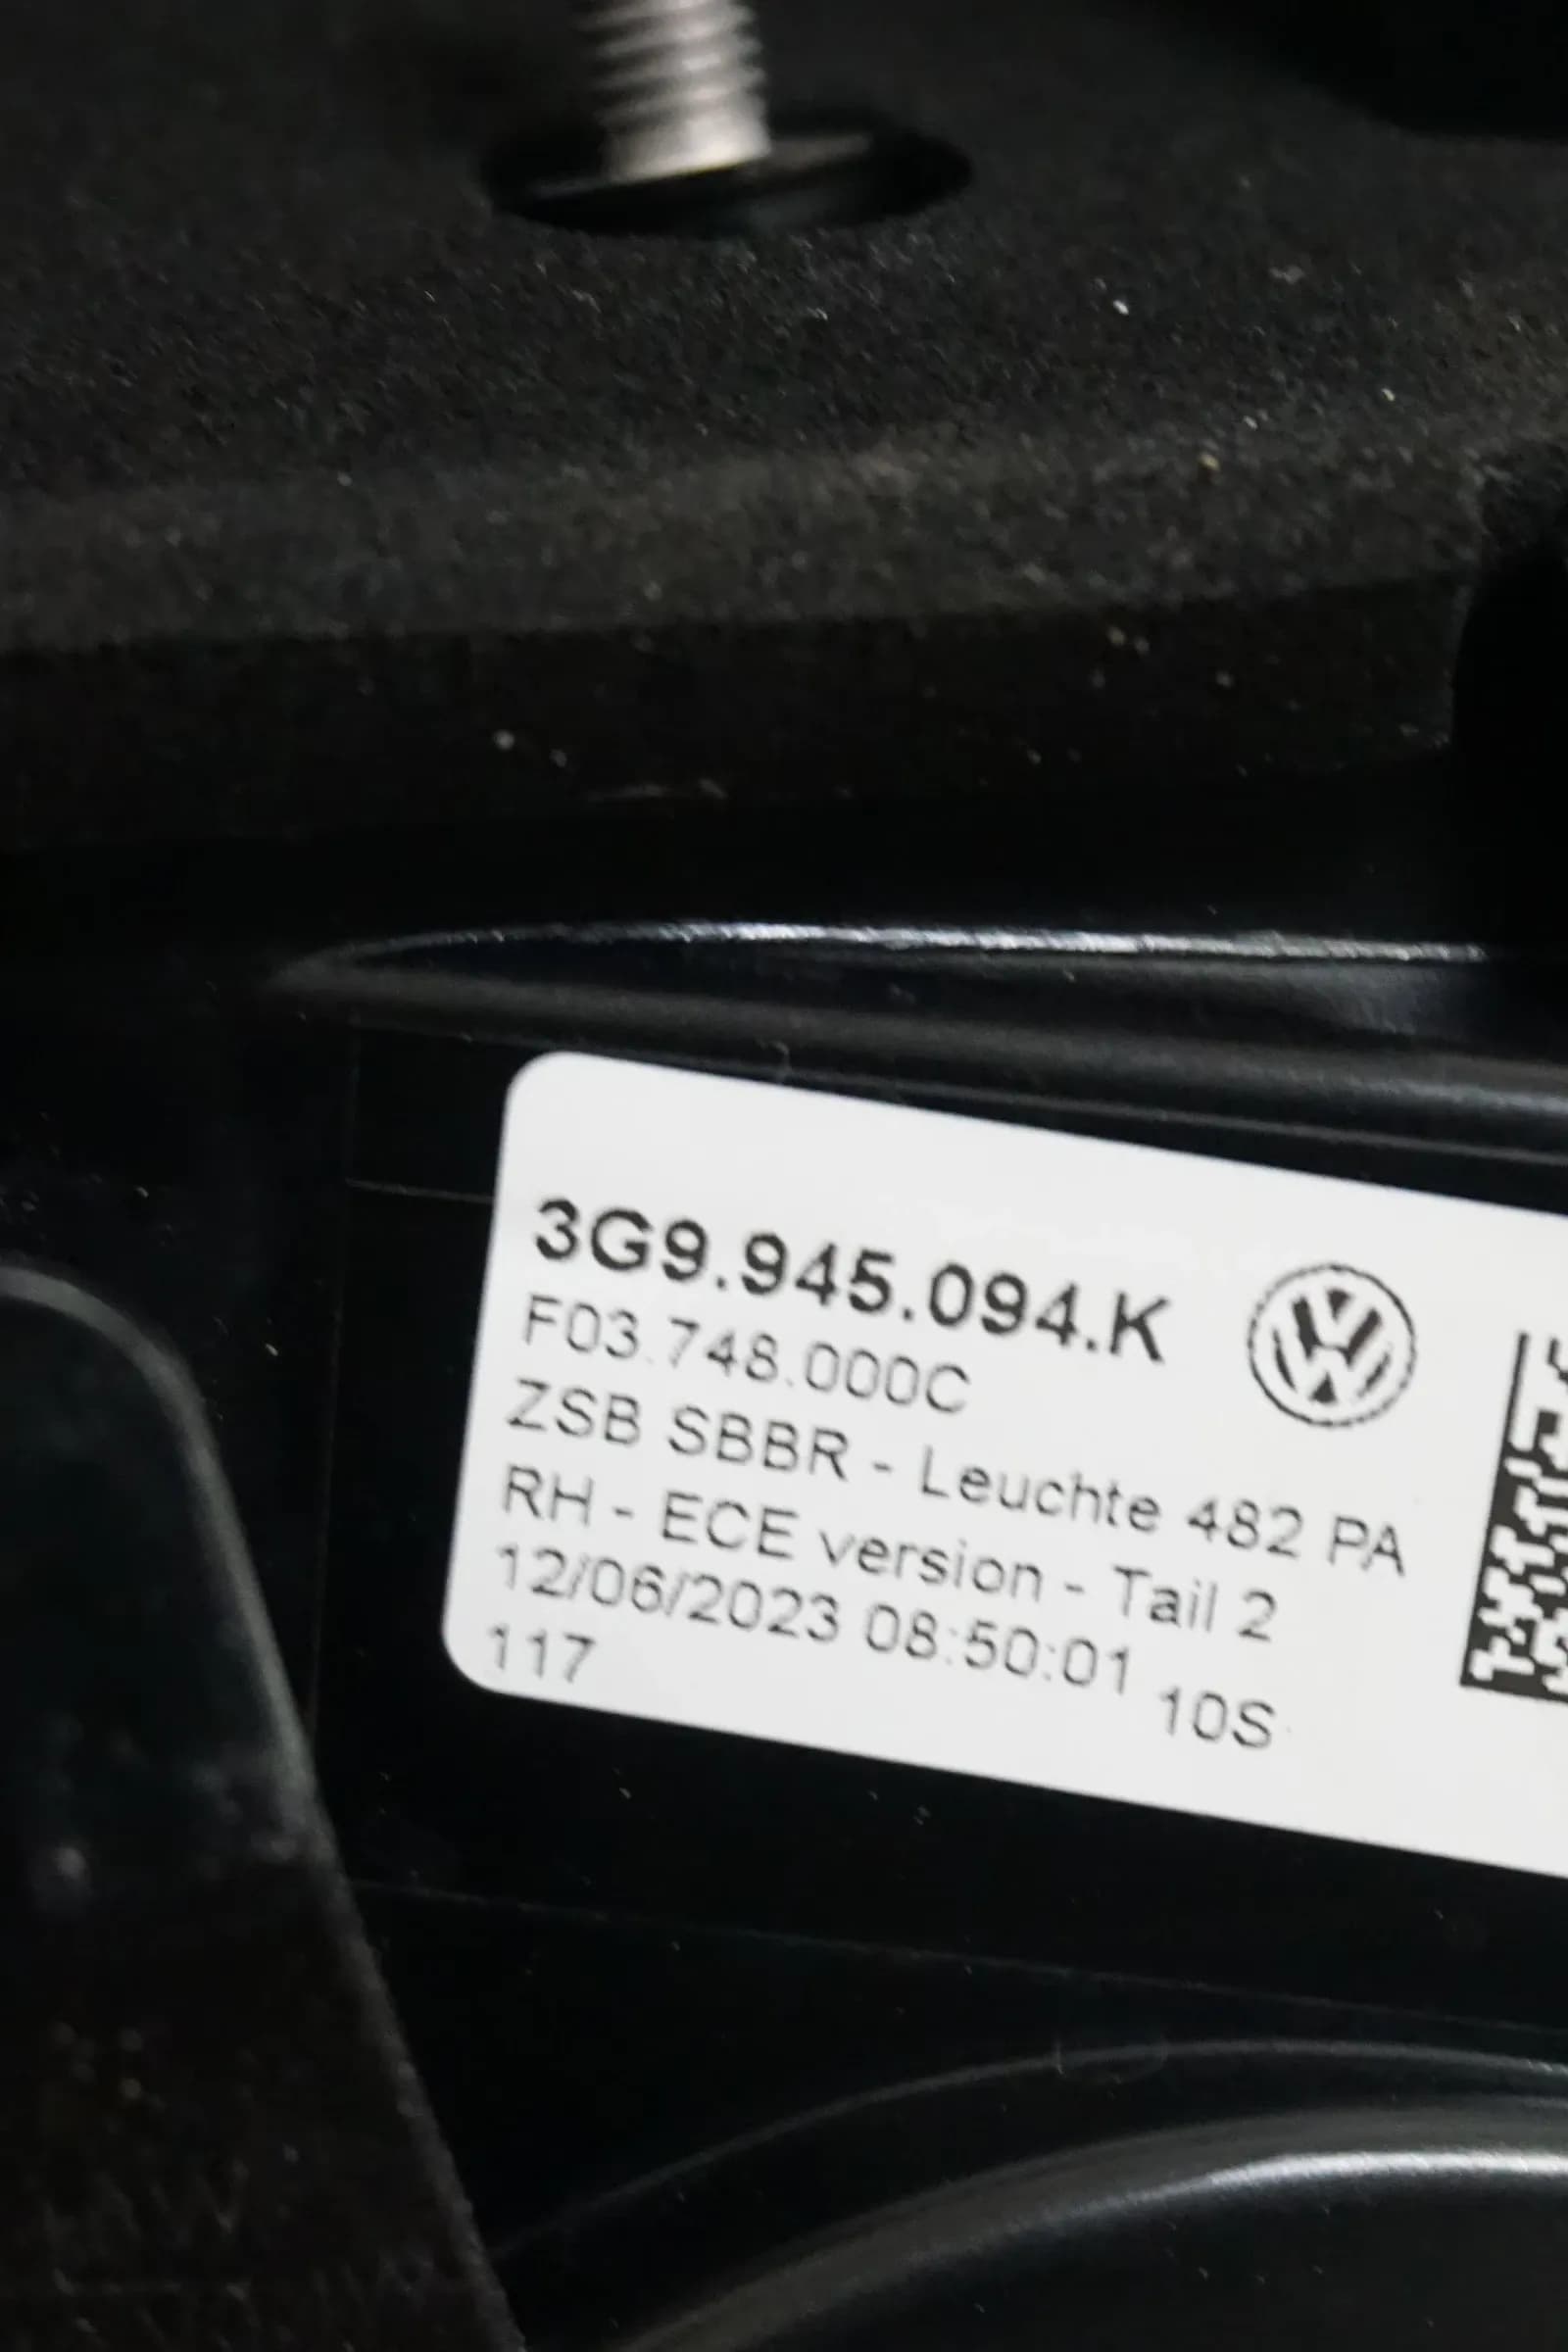 3G9.945.094.K
F03.748.000C
ZSB SBBR - Leuchte 482 PA
RH - ECE version - Tail 2
12/06/2023 08:50:01
117 10S